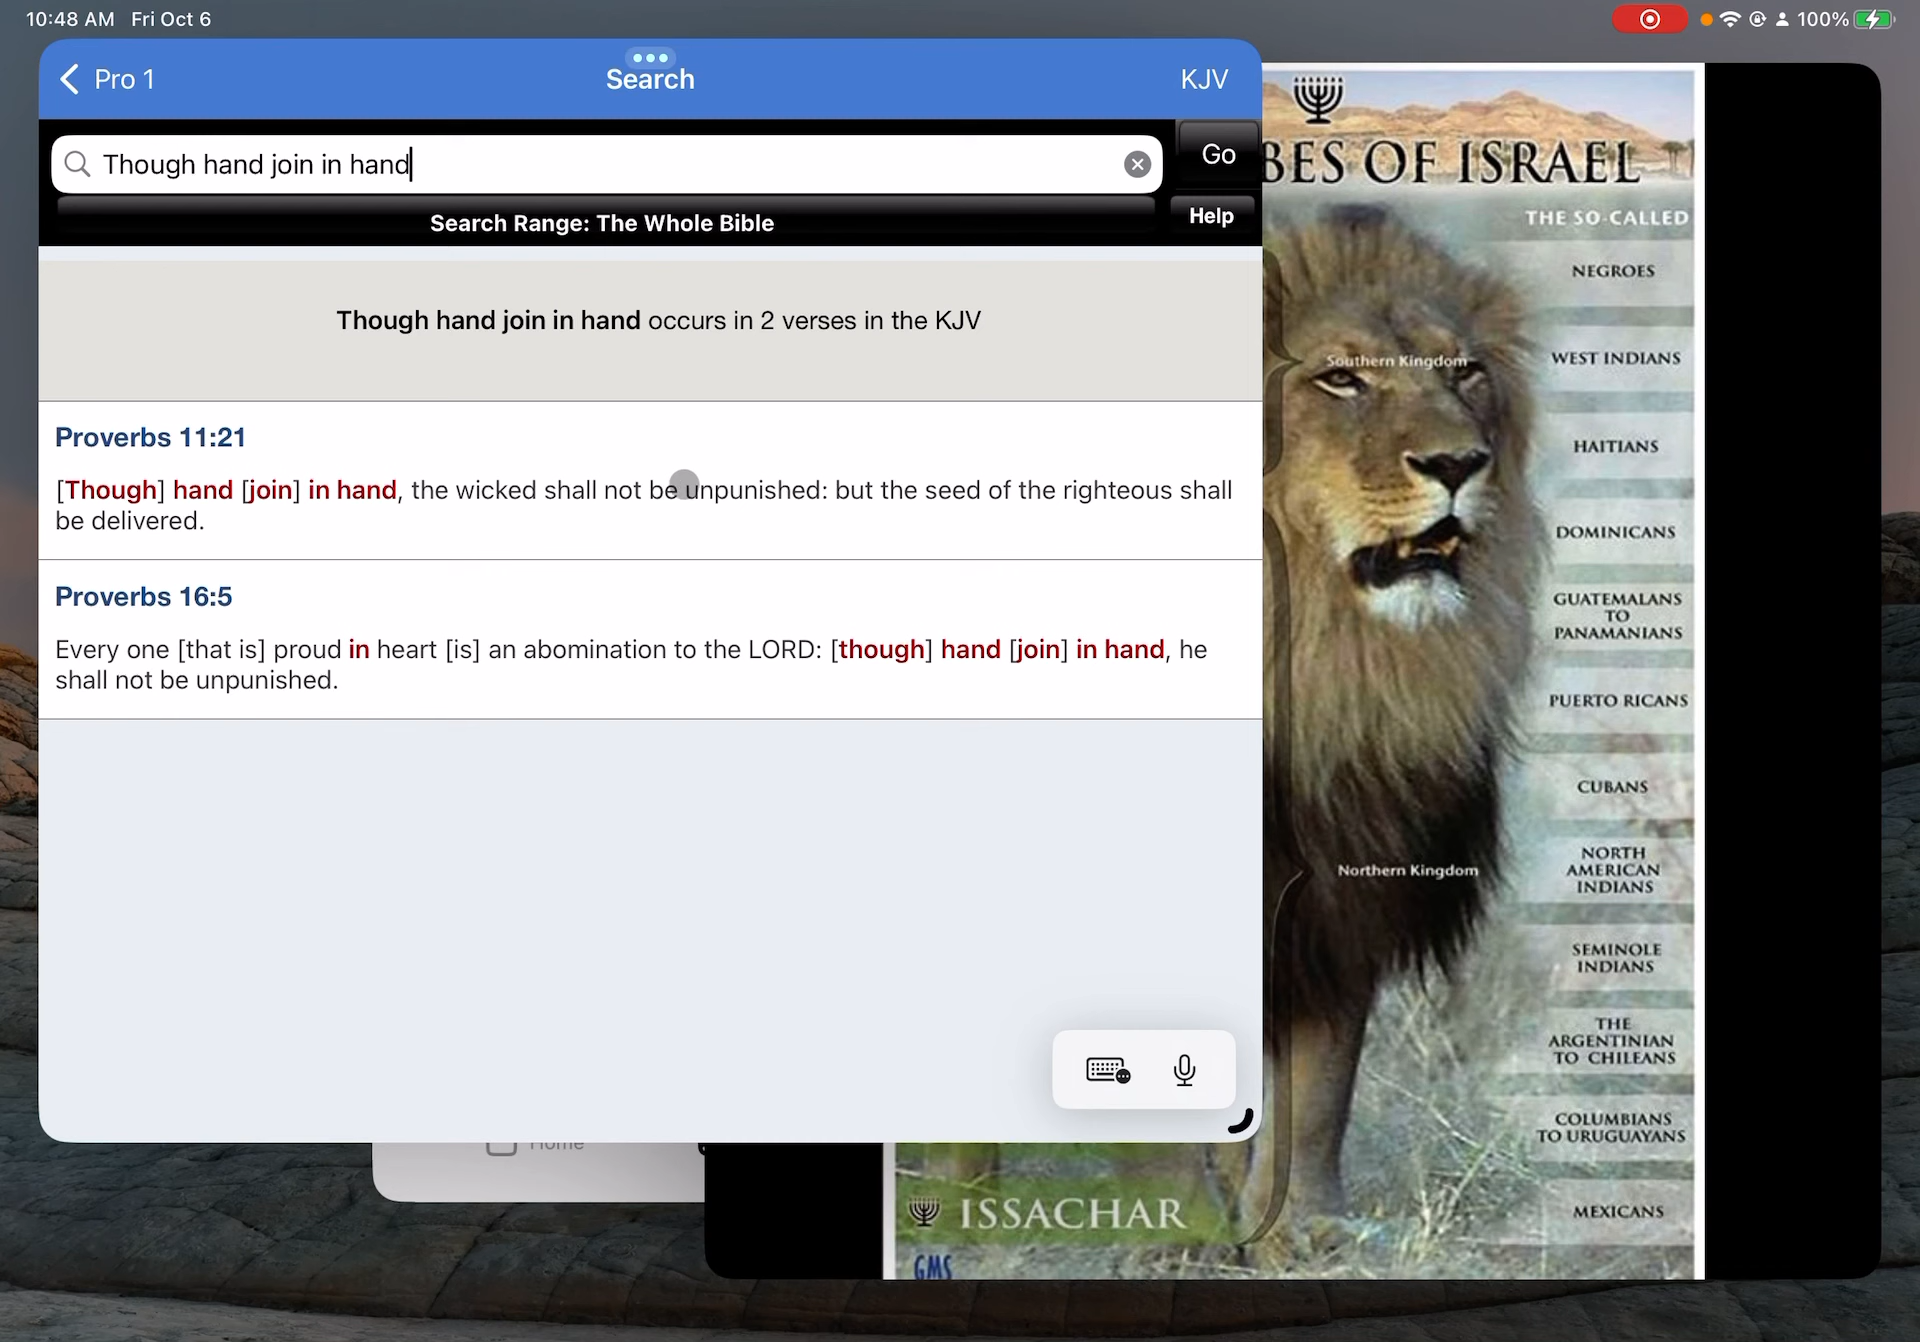 10:48 AM Fri Oct 6
100%
Pro 1
Search
KJV
Though hand join in hand
Go
Search Range: The Whole Bible
Help
Though hand join in hand occurs in 2 verses in the KJV
Proverbs 11:21
[Though] hand [join] in hand, the wicked shall not be unpunished: but the seed of the righteous shall
be delivered.
Proverbs 16:5
Every one [that is] proud in heart [is] an abomination to the LORD: [though] hand [join] in hand, he
shall not be unpunished.
Home
BES OF ISRAEL
THE SO-CALLED
NEGROES
Southern Kingdom
WEST INDIANS
HAITIANS
DOMINICANS
GUATEMALANS
TO
PANAMANIANS
PUERTO RICANS
CUBANS
NORTH
AMERICAN
INDIANS
Northern Kingdom
SEMINOLE
INDIANS
THE
ARGENTINIAN
TO CHILEANS
COLUMBIANS
TO URUGUAYANS
ISSACHAR
MEXICANS
GMS